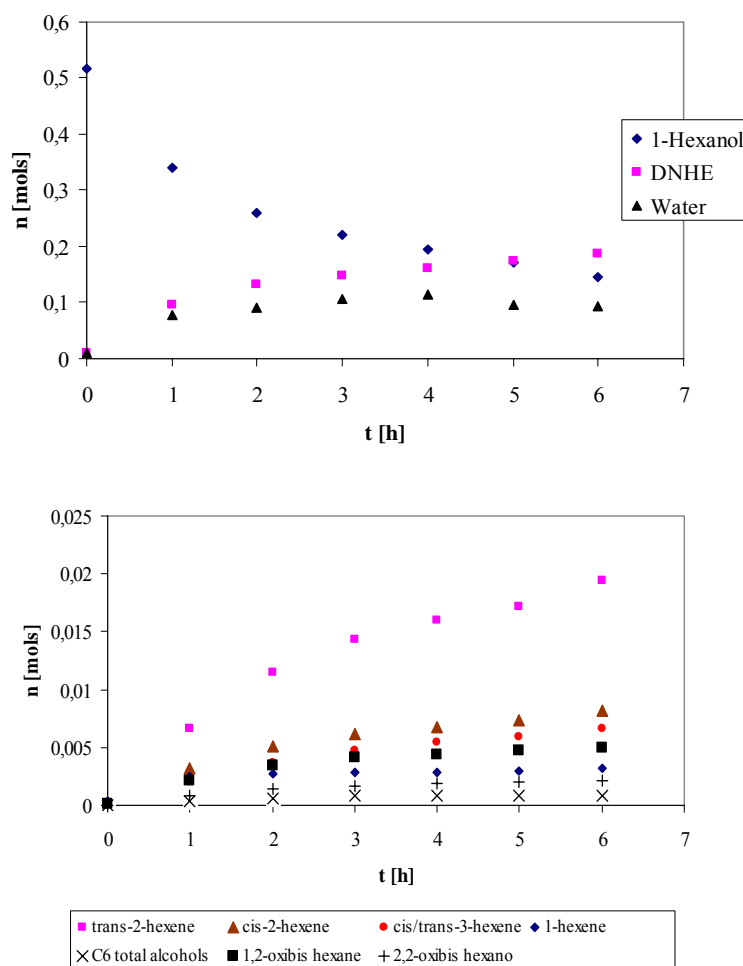 0,6
0,5
0,4
0,3
0,2
0,1
0
n [mols]
0 1 2 3 4 5 6 7
t [h]
1-Hexanol
DNHE
Water
0,025
0,02
0,015
0,01
0,005
0
n [mols]
0 1 2 3 4 5 6 7
t [h]
trans-2-hexene cis-2-hexene cis/trans-3-hexene 1-hexene
C6 total alcohols 1,2-oxibis hexane 2,2-oxibis hexano